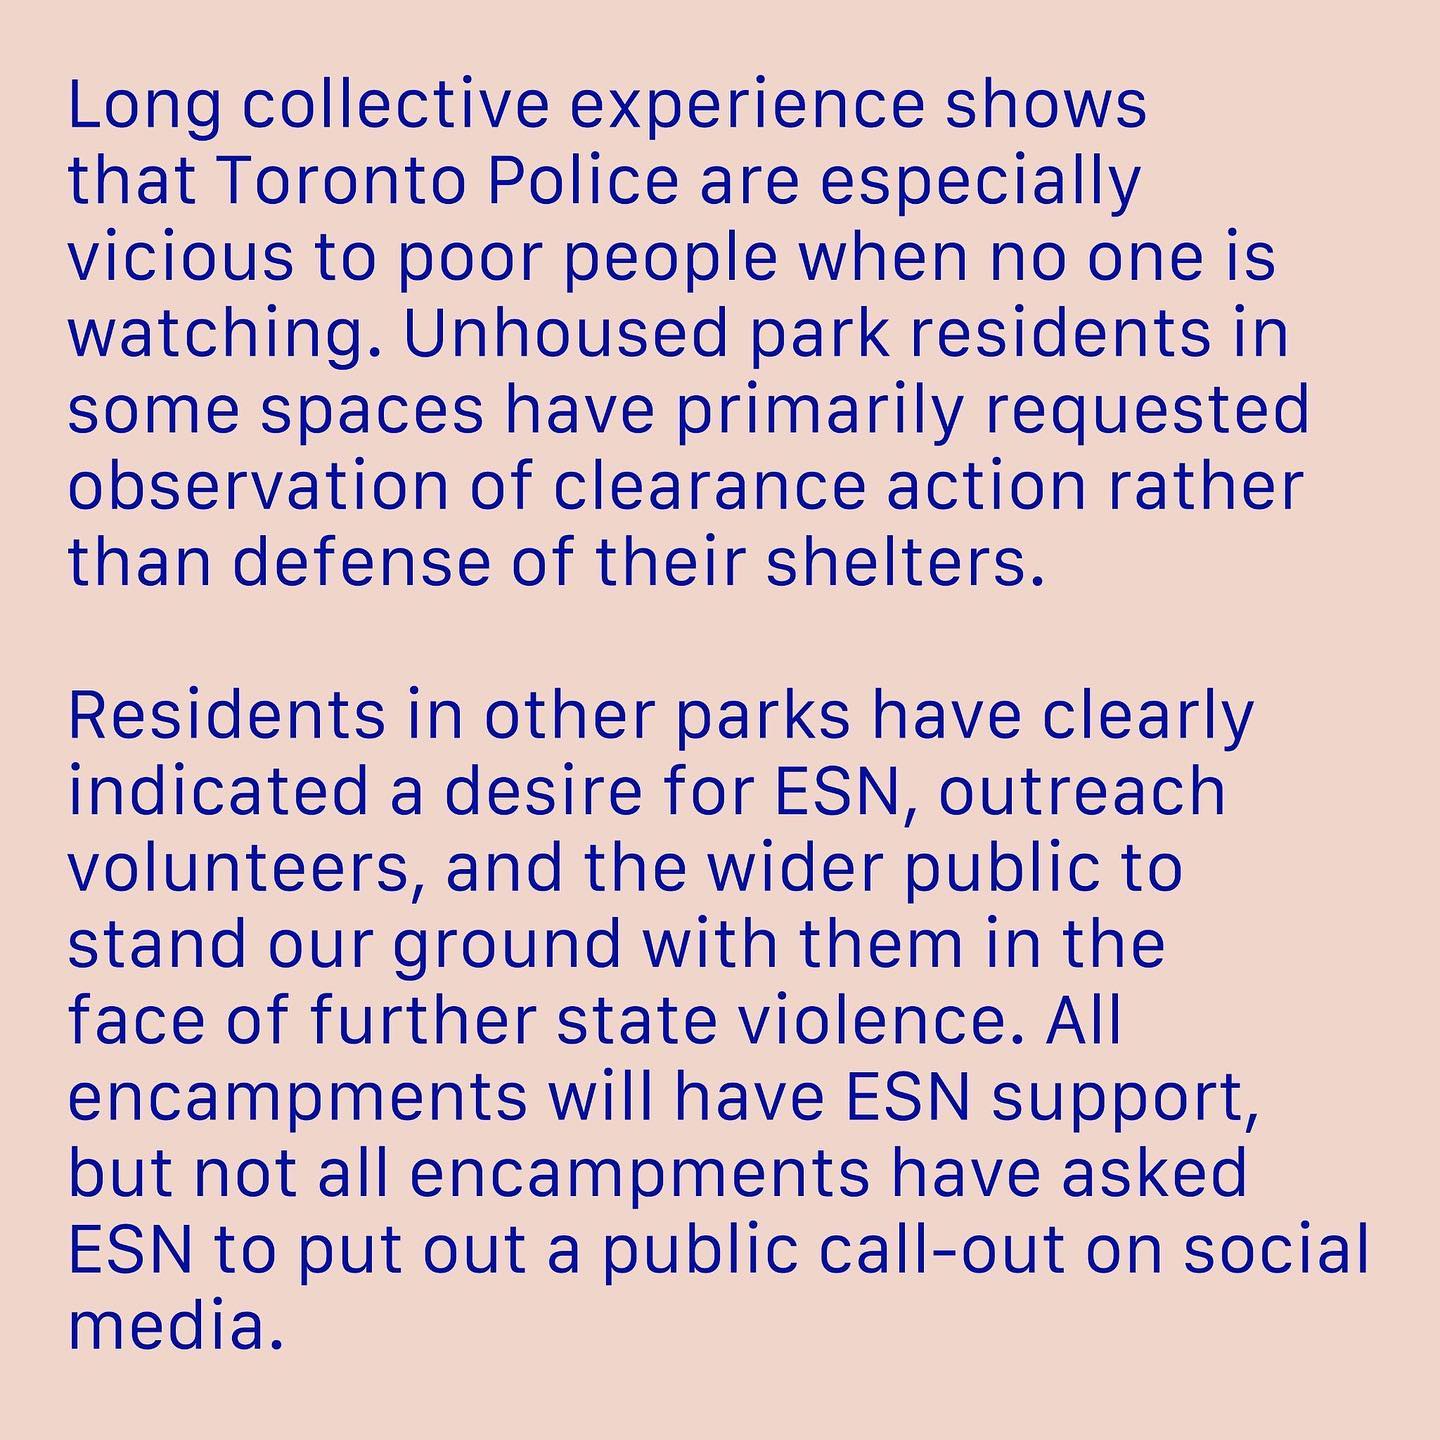 Long collective experience shows
that Toronto Police are especially
vicious to poor people when no one is
watching. Unhoused park residents in
some spaces have primarily requested
observation of clearance action rather
than defense of their shelters.
Residents in other parks have clearly
indicated a desire for ESN, outreach
volunteers, and the wider public to
stand our ground with them in the
face of further state violence. All
encampments will have ESN support,
but not all encampments have asked
ESN to put out a public call-out on social
media.